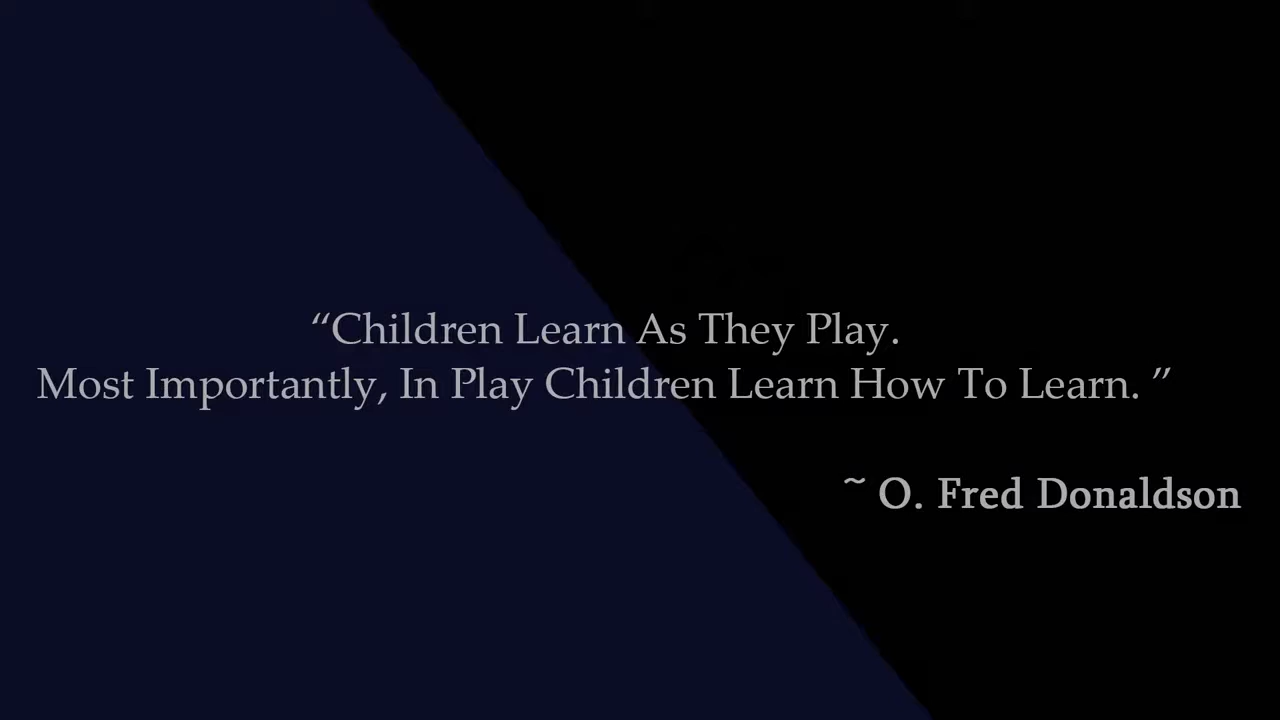 “Children Learn As They Play.
Most Importantly, In Play Children Learn How To Learn. ”
~ O. Fred Donaldson